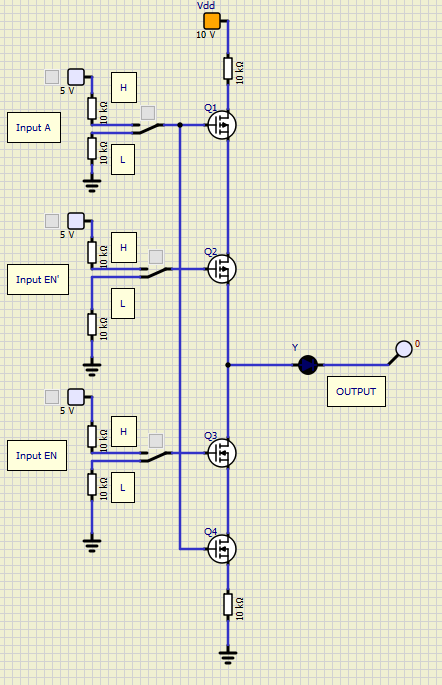 Vdd
10 V
10 kΩ
5 V
H
10 kΩ
Q1
Input A
10 kΩ
L
5 V
H
10 kΩ
Q2
Input EN'
L
10 kΩ
Y
0
OUTPUT
5 V
H
10 kΩ
Q3
Input EN
10 kΩ
L
Q4
10 kΩ